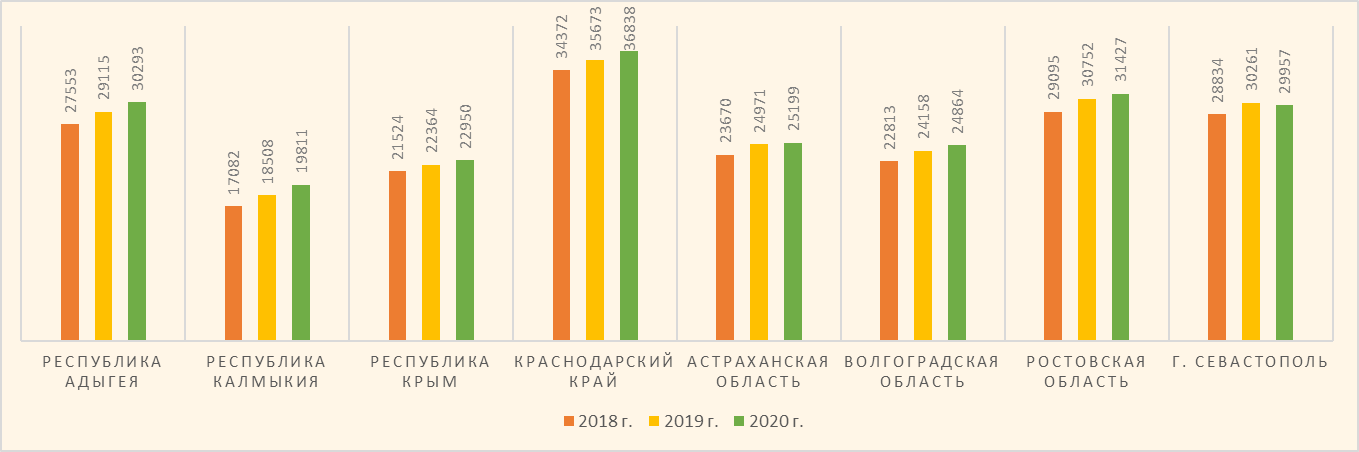 27553
29115
30293
17082
18508
19811
21524
22364
22950
34372
35673
36838
23670
24971
25199
22813
24158
24864
29095
30752
31427
28834
30261
29957
РЕСПУБЛИКА АДЫГЕЯ
РЕСПУБЛИКА КАЛМЫКИЯ
РЕСПУБЛИКА КРЫМ
КРАСНОДАРСКИЙ КРАЙ
АСТРАХАНСКАЯ ОБЛАСТЬ
ВОЛГОГРАДСКАЯ ОБЛАСТЬ
РОСТОВСКАЯ ОБЛАСТЬ
Г. СЕВАСТОПОЛЬ
2018 г.
2019 г.
2020 г.